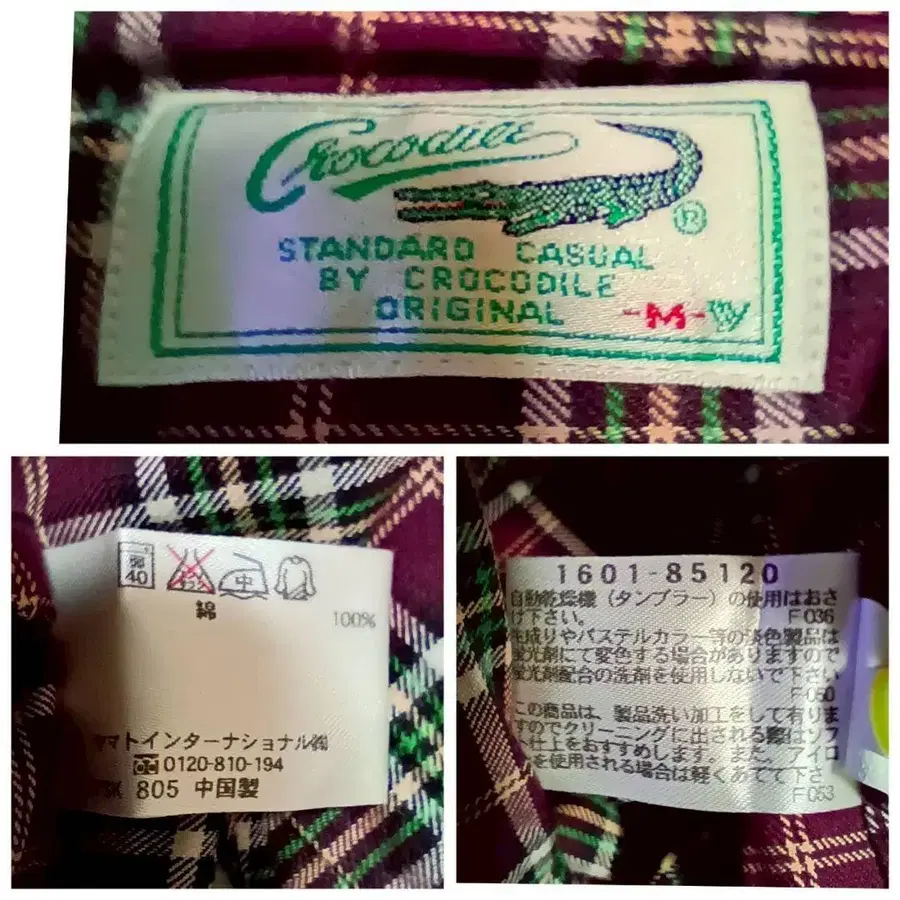 Crocodile
®
STANDARD CASUAL
BY CROCODILE
ORIGINAL -M-W
40 中
綿 100%
マトインターナショナル㈱
0120-810-194
805 中国製
1601-85120
自動乾燥機（タンブラー）の使用はおさ
け下さい。 F036
生成りやパステルカラー等の淡色製品は
蛍光剤にて変色する場合がありますので
蛍光剤配合の洗剤を使用しないで下さい
F060
この商品は、製品洗い加工をして有りま
すのでクリーニングに出される際はソフ
ト仕上をおすすめします。また、アイロ
ンを使用される場合は軽くあてて下さ
F053